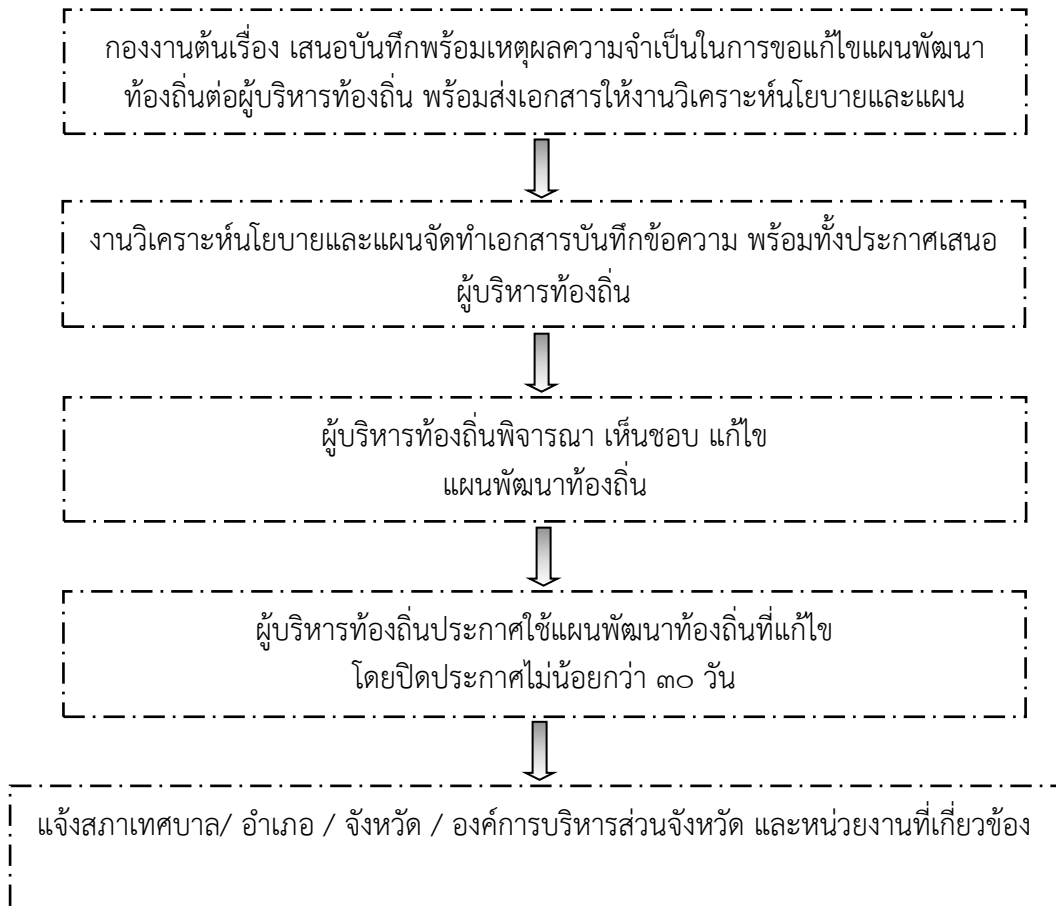 กองงานต้นเรื่อง เสนอบันทึกพร้อมเหตุผลความจำเป็นในการขอแก้ไขแผนพัฒนา
ท้องถิ่นต่อผู้บริหารท้องถิ่น พร้อมส่งเอกสารให้งานวิเคราะห์นโยบายและแผน
งานวิเคราะห์นโยบายและแผนจัดทำเอกสารบันทึกข้อความ พร้อมทั้งประกาศเสนอ
ผู้บริหารท้องถิ่น
ผู้บริหารท้องถิ่นพิจารณา เห็นชอบ แก้ไข
แผนพัฒนาท้องถิ่น
ผู้บริหารท้องถิ่นประกาศใช้แผนพัฒนาท้องถิ่นที่แก้ไข
โดยปิดประกาศไม่น้อยกว่า ๓๐ วัน
แจ้งสภาเทศบาล/ อำเภอ / จังหวัด / องค์การบริหารส่วนจังหวัด และหน่วยงานที่เกี่ยวข้อง